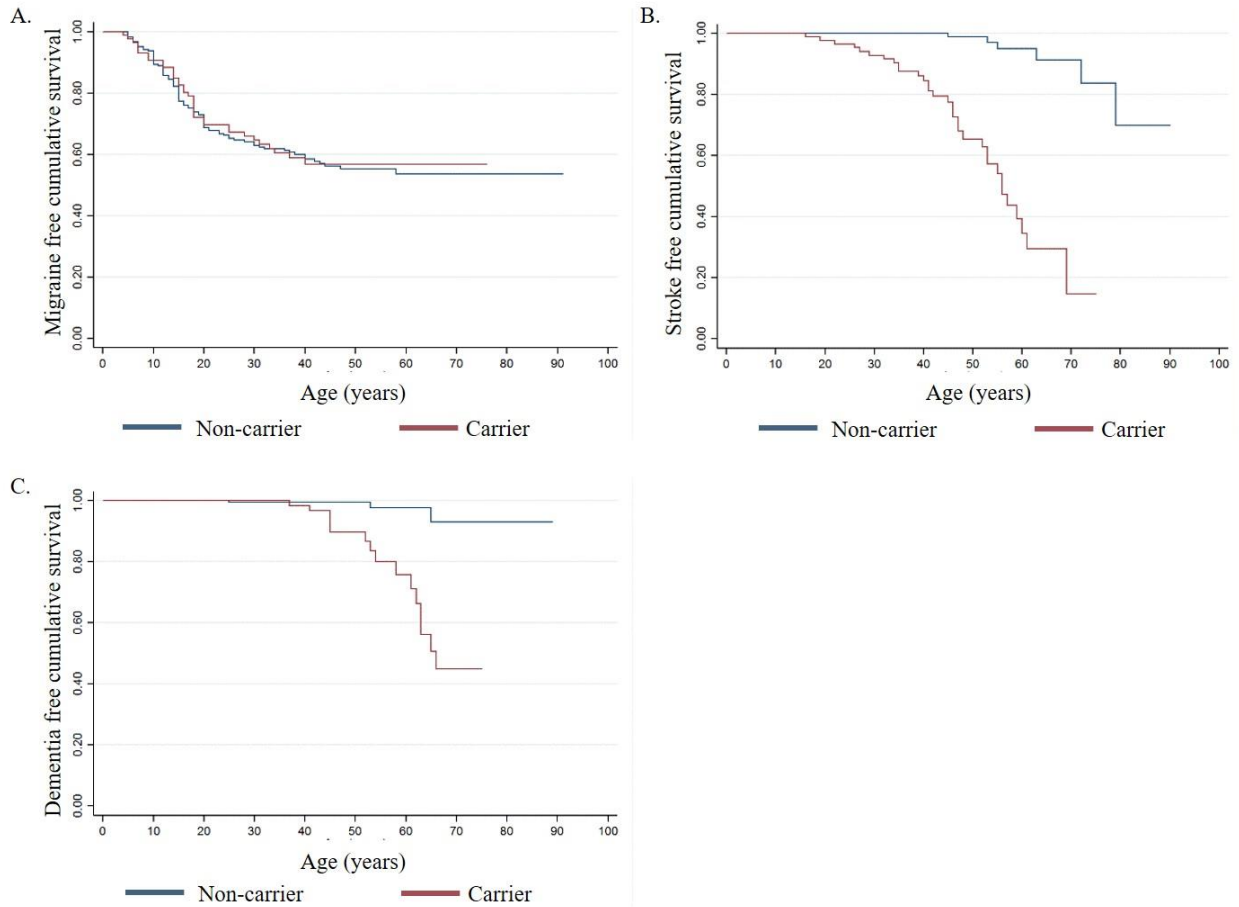 A.
Migraine free cumulative survival
1.00
0.80
0.60
0.40
0.20
0.00
0 10 20 30 40 50 60 70 80 90 100
Age (years)
Non-carrier Carrier
B.
Stroke free cumulative survival
1.00
0.80
0.60
0.40
0.20
0.00
0 10 20 30 40 50 60 70 80 90 100
Age (years)
Non-carrier Carrier
C.
Dementia free cumulative survival
1.00
0.80
0.60
0.40
0.20
0.00
0 10 20 30 40 50 60 70 80 90 100
Age (years)
Non-carrier Carrier